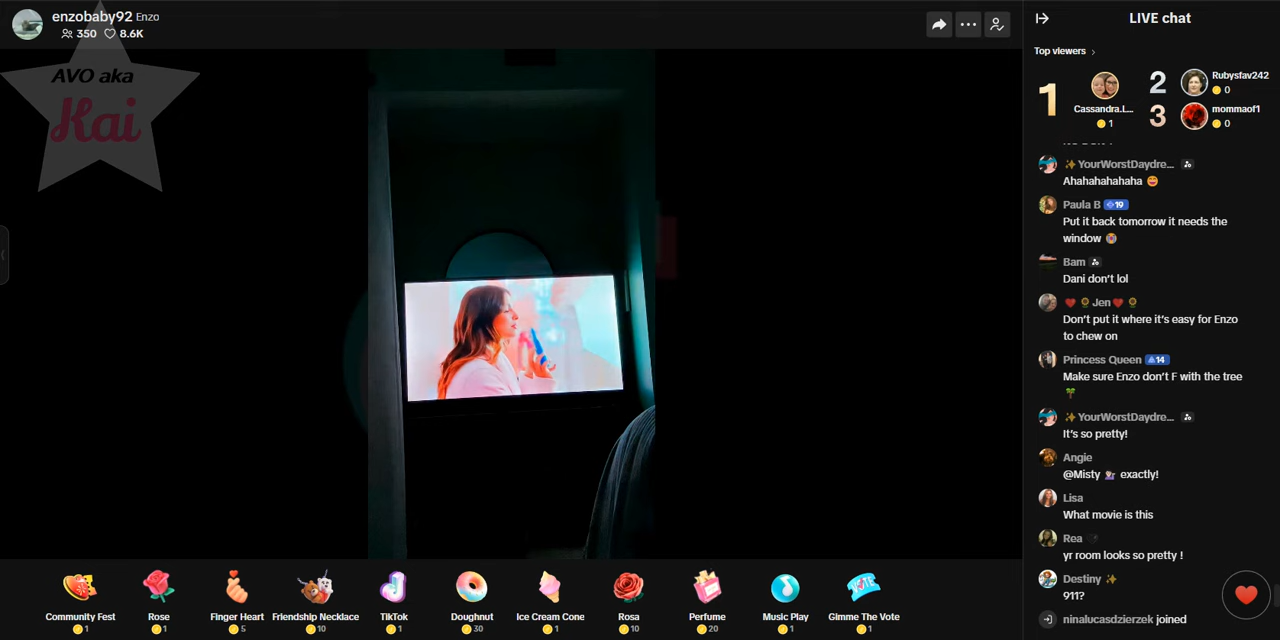 enzobaby92 Enzo
350 8.6K
AVO aka
Kai
Community Fest
1
Rose
1
Finger Heart
5
Friendship Necklace
10
TikTok
1
Doughnut
30
Ice Cream Cone
1
Rosa
10
Perfume
20
Music Play
1
VOTE
Gimme The Vote
1
LIVE chat
Top viewers
1
Cassandra.L...
1
2
Rubysfav242
0
3
mommaof1
0
YourWorstDaydre...
Ahahahahahaha
Paula B 19
Put it back tomorrow it needs the
window
Bam
Dani don't lol
Jen
Don't put it where it's easy for Enzo
to chew on
Princess Queen 14
Make sure Enzo don't F with the tree
YourWorstDaydre...
It's so pretty!
Angie
@Misty exactly!
Lisa
What movie is this
Rea
yr room looks so pretty !
Destiny
911?
ninalucasdzierzek joined